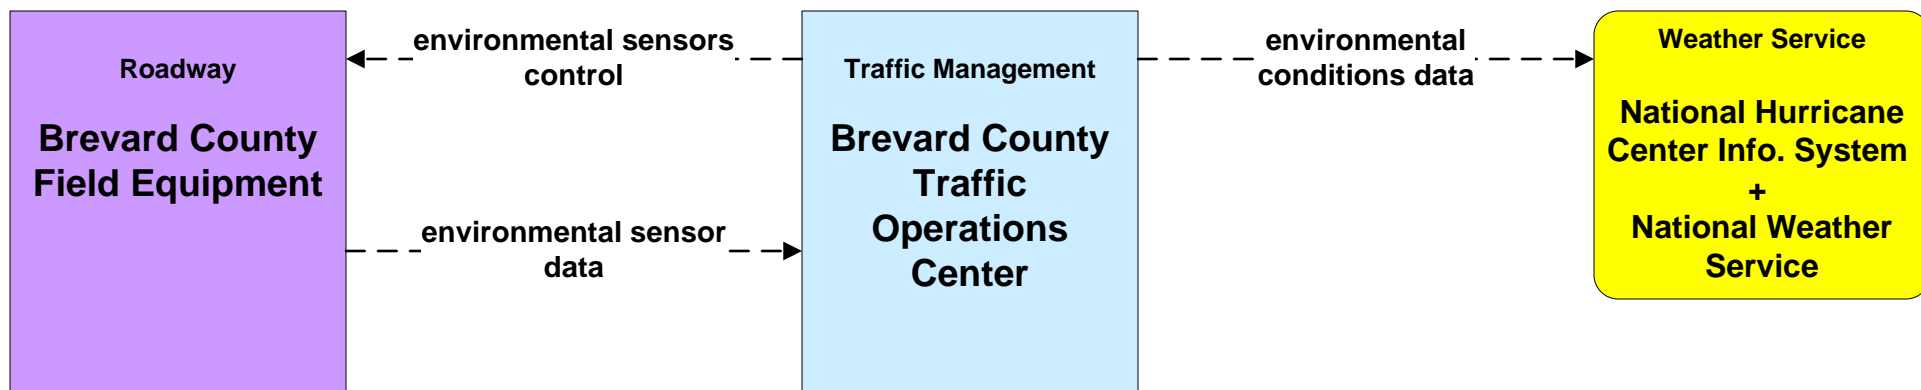 Roadway
Brevard County
Field Equipment
environmental sensors
control
environmental sensor
data
Traffic Management
Brevard County
Traffic
Operations
Center
environmental
conditions data
Weather Service
National Hurricane
Center Info. System
+
National Weather
Service